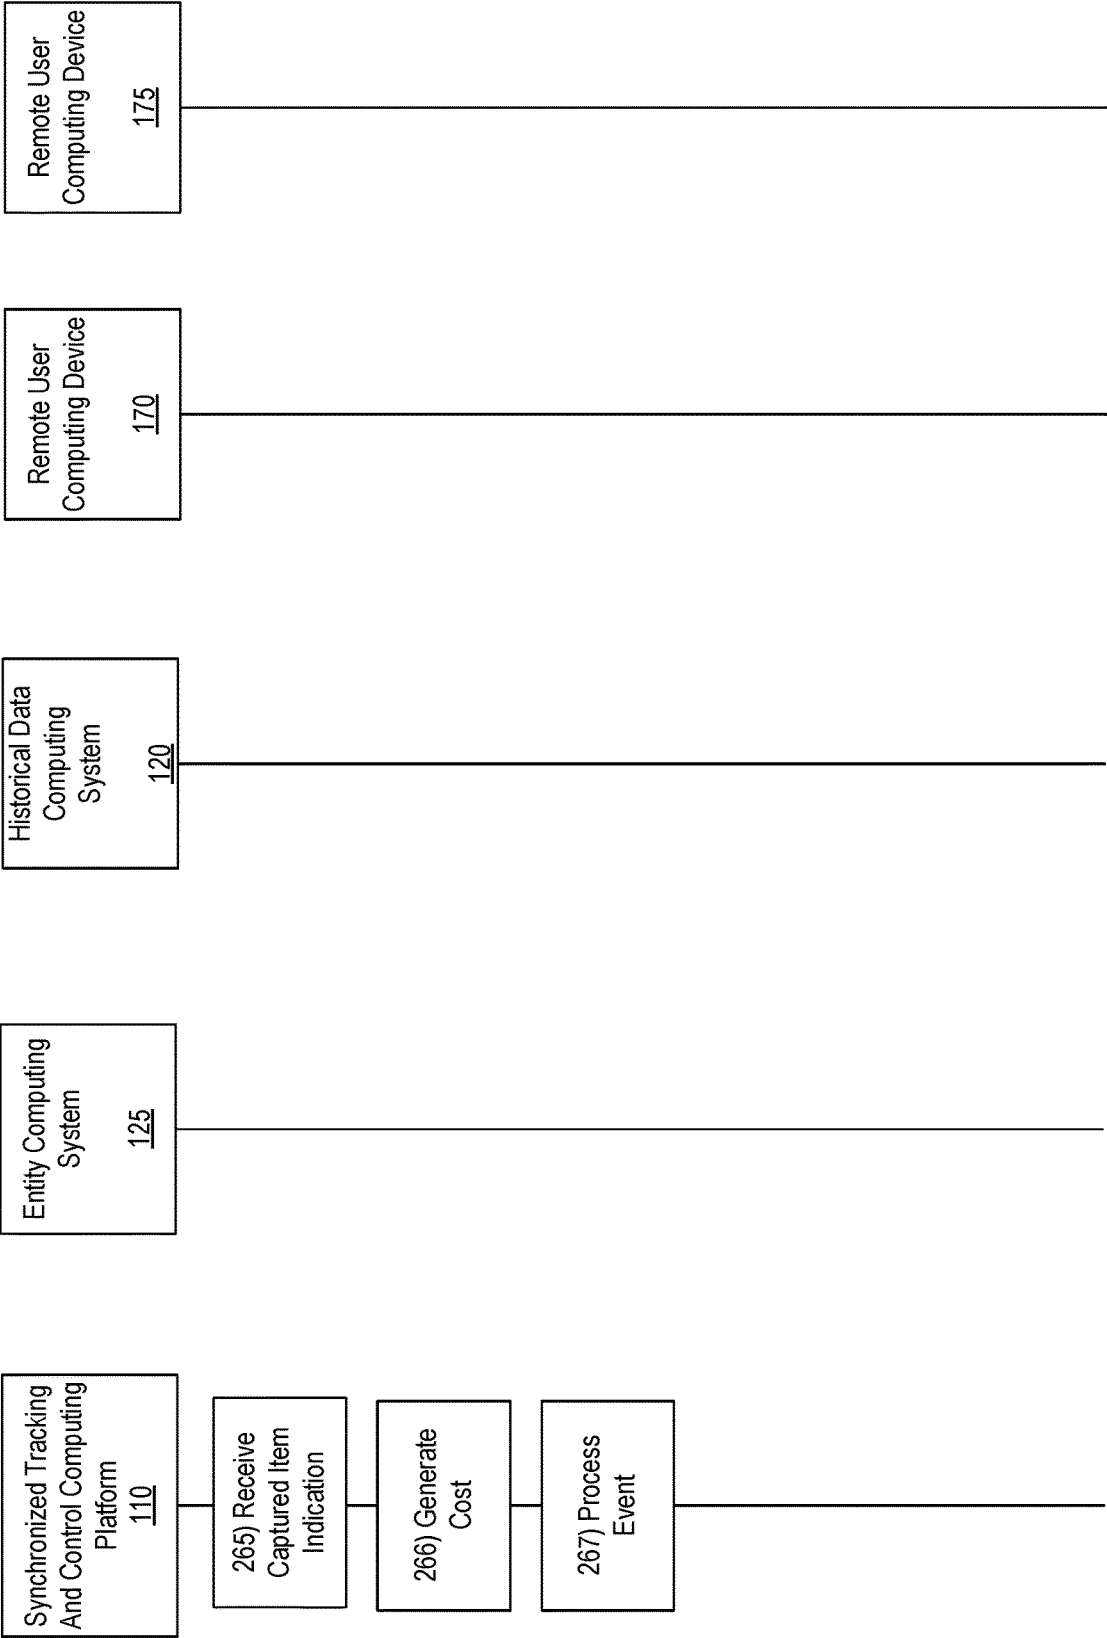 Synchronized Tracking
And Control Computing
Platform
110
Entity Computing
System
125
Historical Data
Computing
System
120
Remote User
Computing Device
170
Remote User
Computing Device
175
265) Receive
Captured Item
Indication
266) Generate
Cost
267) Process
Event